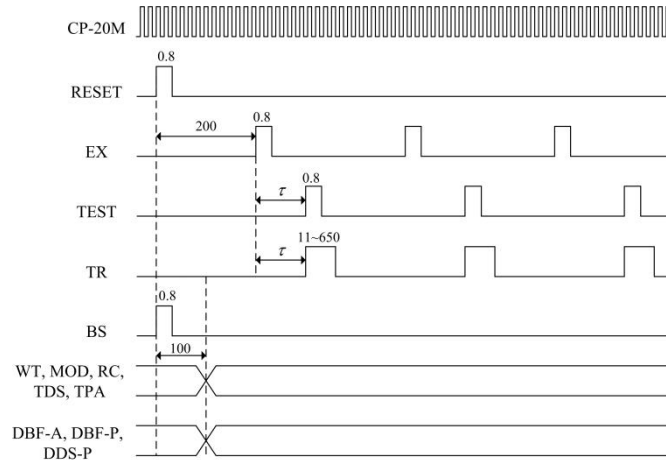 CP-20M
0.8
RESET
200
0.8
EX
0.8
τ
TEST
11~650
τ
TR
0.8
BS
100
WT, MOD, RC,
TDS, TPA
DBF-A, DBF-P,
DDS-P